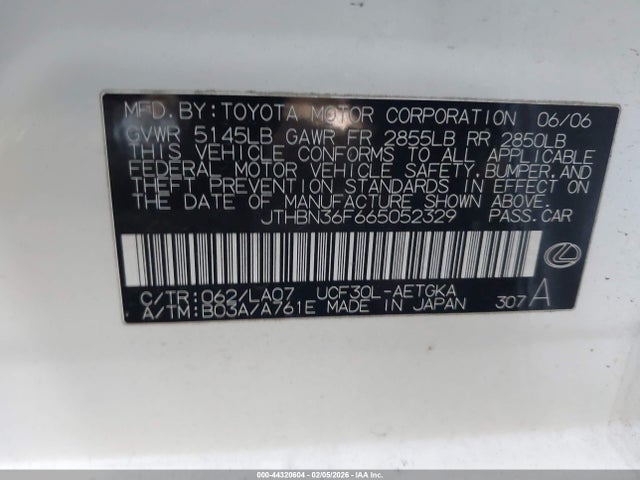 MFD.BY:TOYOTA MOTOR CORPORATION 06/06
GVWR 5145LB GAWR FR 2855LB RR 2850LB
THIS VEHICLE CONFORMS TO ALL APPLICABLE
FEDERAL MOTOR VEHICLE SAFETY,BUMPER,AND
THEFT PREVENTION STANDARDS IN EFFECT ON
THE DATE OF MANUFACTURE SHOWN ABOVE.
JTHBN36F665052329 PASS.CAR
C/TR:062/LA07 UCF30L-AETGKA
A/TM:B03A/A761E MADE IN JAPAN 307 A
000-44320604 - 02/05/2026 - IAAC Inc.